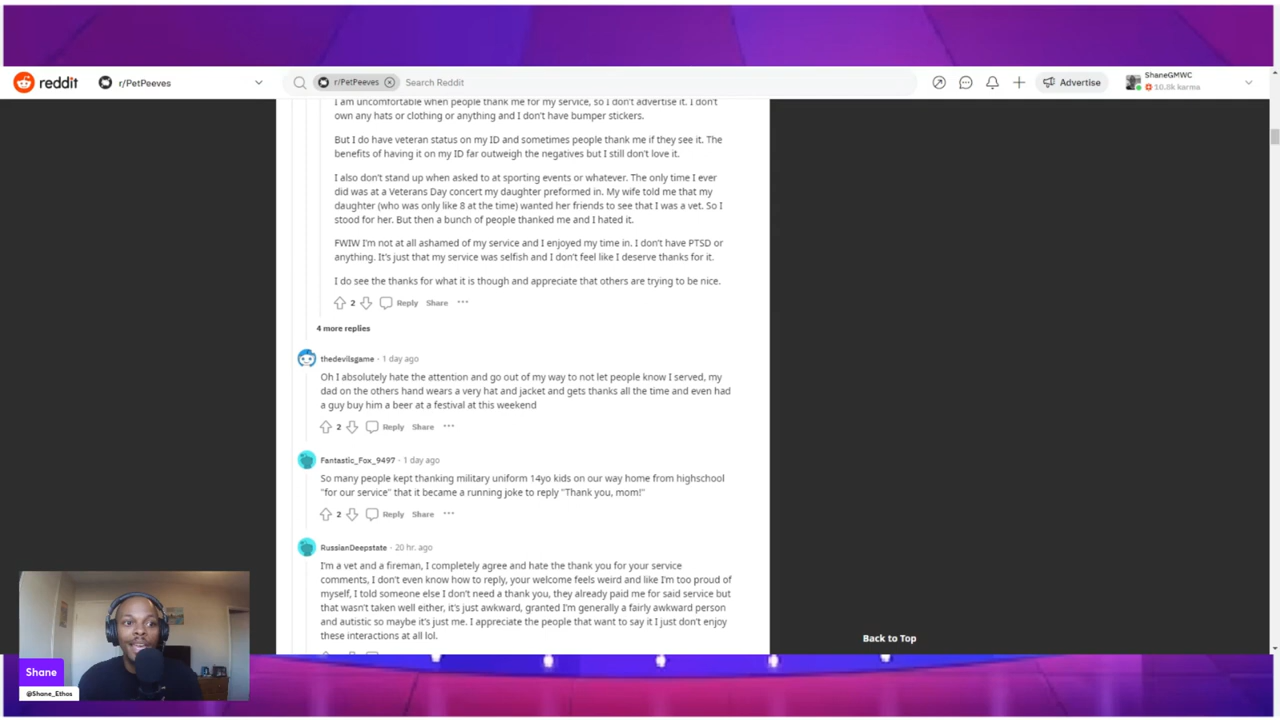 reddit
r/PetPeeves
r/PetPeeves
Search Reddit
Advertise
ShaneGMWC
10.8k karma
I am uncomfortable when people thank me for my service, so I don't advertise it. I don't
own any hats or clothing or anything and I don't have bumper stickers.
But I do have veteran status on my ID and sometimes people thank me if they see it. The
benefits of having it on my ID far outweigh the negatives but I still don't love it.
I also don't stand up when asked to at sporting events or whatever. The only time I ever
did was at a Veterans Day concert my daughter preformed in. My wife told me that my
daughter (who was only like 8 at the time) wanted her friends to see that I was a vet. So I
stood for her. But then a bunch of people thanked me and I hated it.
FWIW I'm not at all ashamed of my service and I enjoyed my time in. I don't have PTSD or
anything. It's just that my service was selfish and I don't feel like I deserve thanks for it.
I do see the thanks for what it is though and appreciate that others are trying to be nice.
2 Reply Share
4 more replies
thedevilsgame · 1 day ago
Oh I absolutely hate the attention and go out of my way to not let people know I served, my
dad on the others hand wears a very hat and jacket and gets thanks all the time and even had
a guy buy him a beer at a festival at this weekend
2 Reply Share
Fantastic_Fox_9497 · 1 day ago
So many people kept thanking military uniform 14yo kids on our way home from highschool
"for our service" that it became a running joke to reply "Thank you, mom!"
2 Reply Share
RussianDeepstate · 20 hr. ago
I'm a vet and a fireman, I completely agree and hate the thank you for your service
comments, I don't even know how to reply, your welcome feels weird and like I'm too proud of
myself, I told someone else I don't need a thank you, they already paid me for said service but
that wasn't taken well either, it's just awkward, granted I'm generally a fairly awkward person
and autistic so maybe it's just me. I appreciate the people that want to say it I just don't enjoy
these interactions at all lol.
Back to Top
Shane
@Shane_Ethos